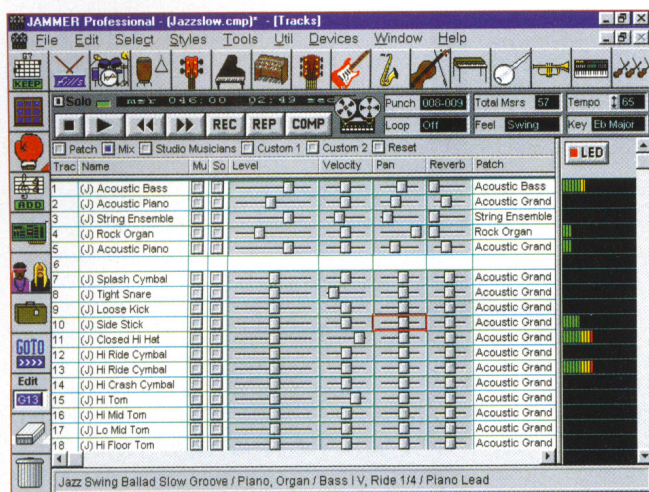 JAMMER Professional - (Jazzslow.cmp)* - [Tracks]
File Edit Select Styles Tools Util Devices Window Help
KEEP
Fills
Solo msr 046:00 02:49 sec
Punch 008-009 Total Msrs 57 Tempo 65
REC REP COMP
Loop Off Feel Swing Key Eb Major
Patch Mix Studio Musicians Custom 1 Custom 2 Reset
LED
Trac Name Mu So Level Velocity Pan Reverb Patch
1 (J) Acoustic Bass Acoustic Bass
2 (J) Acoustic Piano Acoustic Grand
3 (J) String Ensemble String Ensemble
4 (J) Rock Organ Rock Organ
5 (J) Acoustic Piano Acoustic Grand
6
7 (J) Splash Cymbal Acoustic Grand
8 (J) Tight Snare Acoustic Grand
9 (J) Loose Kick Acoustic Grand
10 (J) Side Stick Acoustic Grand
11 (J) Closed Hi Hat Acoustic Grand
12 (J) Hi Ride Cymbal Acoustic Grand
13 (J) Hi Ride Cymbal Acoustic Grand
14 (J) Hi Crash Cymbal Acoustic Grand
15 (J) Hi Tom Acoustic Grand
16 (J) Hi Mid Tom Acoustic Grand
17 (J) Lo Mid Tom Acoustic Grand
18 (J) Hi Floor Tom Acoustic Grand
ADD
GOTO
>>>>
Edit
G13
Jazz Swing Ballad Slow Groove / Piano, Organ / Bass I V, Ride 1/4 / Piano Lead